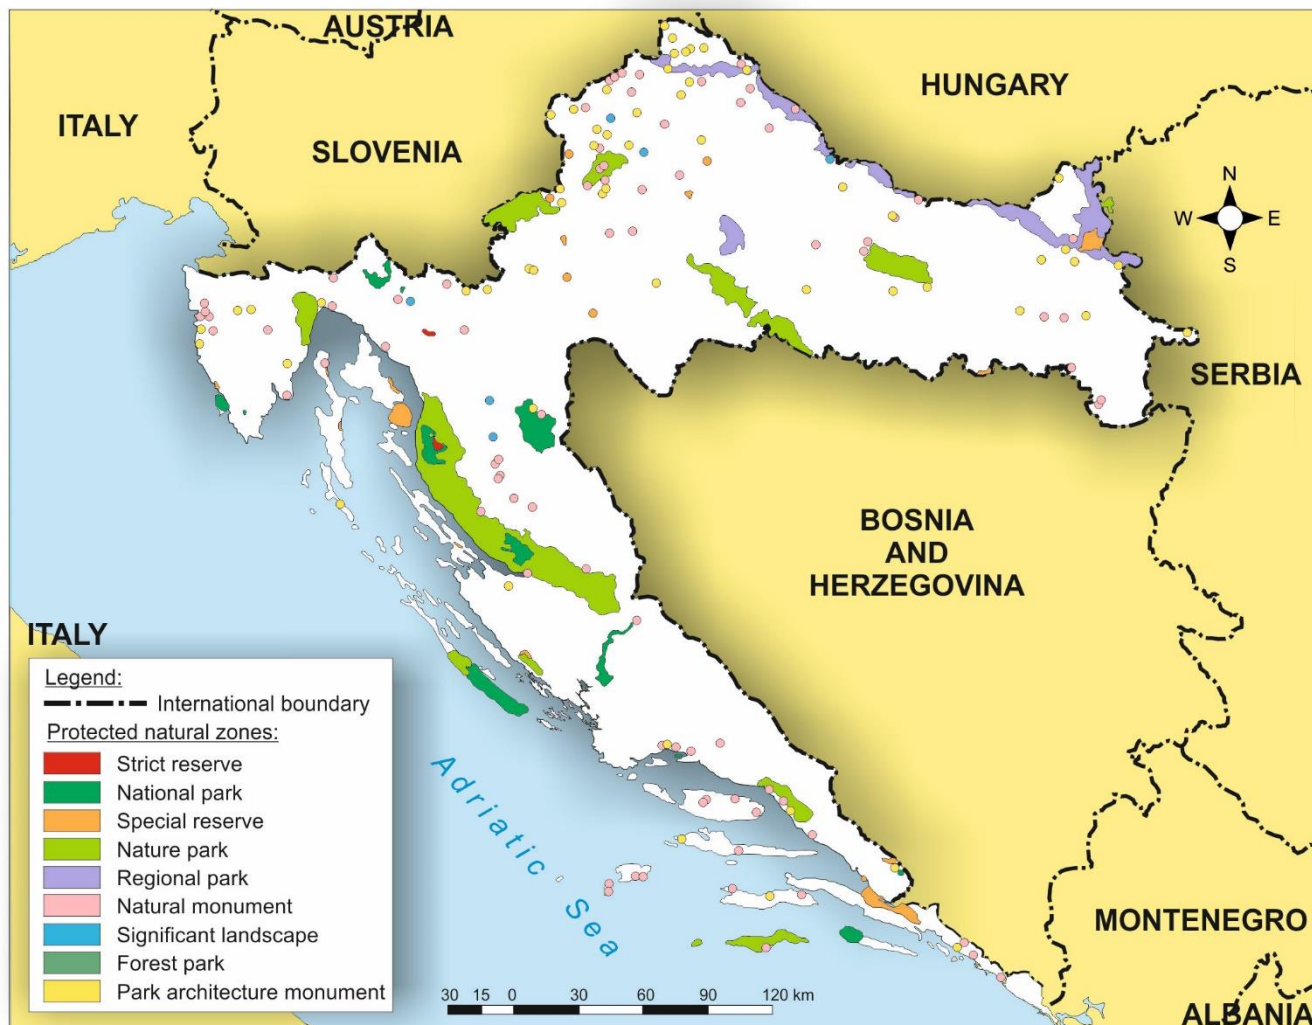 AUSTRIA
HUNGARY
ITALY
SLOVENIA
N
W
E
S
SERBIA
BOSNIA
AND
HERZEGOVINA
ITALY
Legend:
International boundary
Protected natural zones:
Strict reserve
National park
Special reserve
Nature park
Regional park
Natural monument
Significant landscape
Forest park
Park architecture monument
Adriatic Sea
MONTENEGRO
ALBANIA
30 15 0 30 60 90 120 km